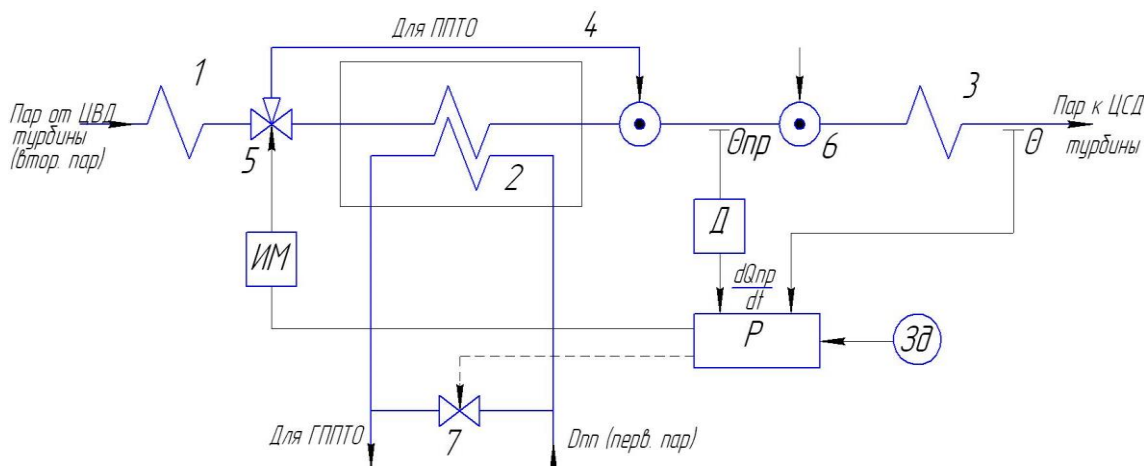 Для ППТО
4
1
3
Пар от ЦВД
турбины
(втор. пар)
Пар к ЦСД
турбины
5
2
Θпр
6
Θ
Д
ИМ
dQпр
dt
Р
Зд
Для ГППТО
7
Dпп (перв. пар)